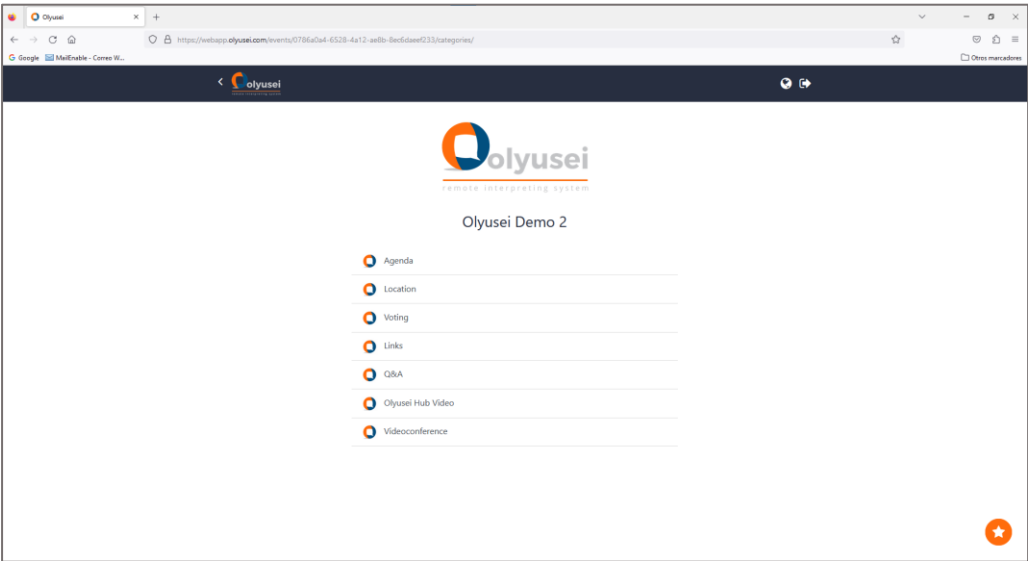 Olyusei
https://webapp.olyusei.com/events/0786a0a4-6528-4a12-ae8b-8ec6daeef233/categories/
Google MailEnable - Correo W...
Otros marcadores
olyusei
olyusei
remote interpreting system
Olyusei Demo 2
Agenda
Location
Voting
Links
Q&A
Olyusei Hub Video
Videoconference